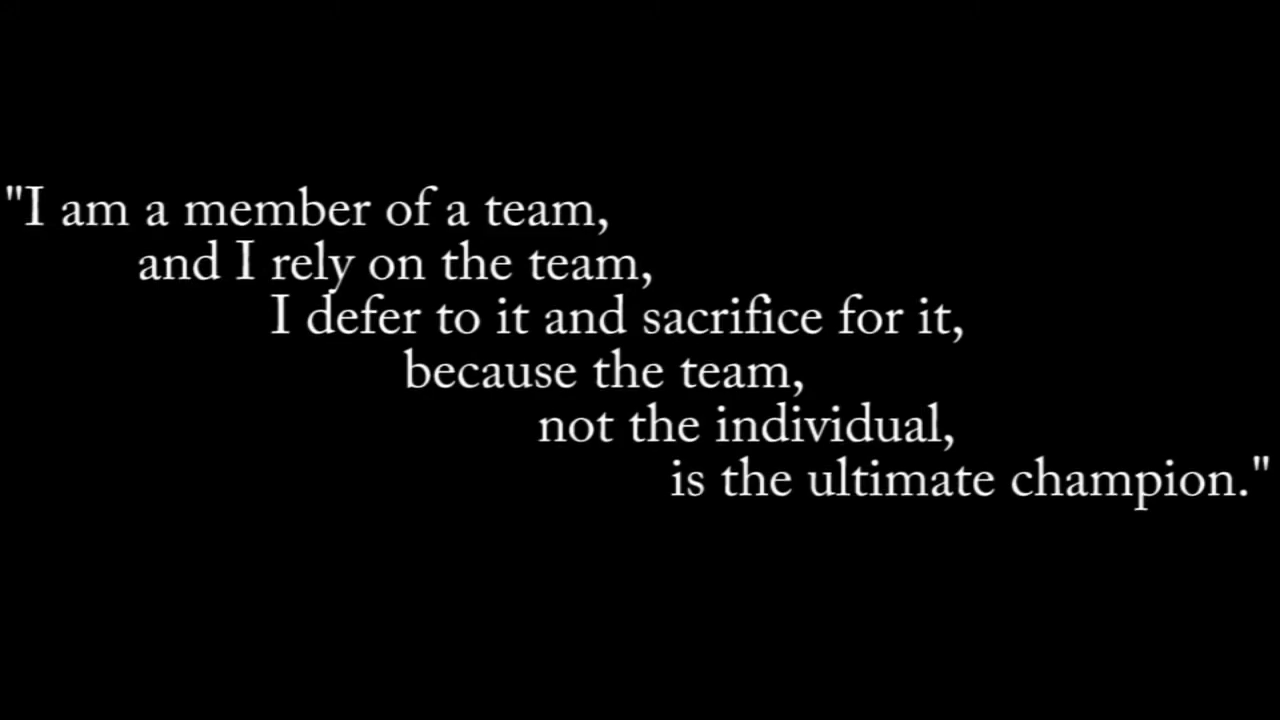 "I am a member of a team,
and I rely on the team,
I defer to it and sacrifice for it,
because the team,
not the individual,
is the ultimate champion."